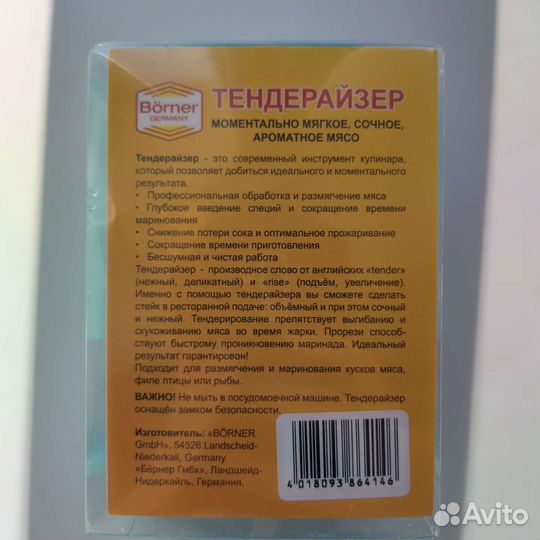 Börner
GERMANY
ТЕНДЕРАЙЗЕР
МОМЕНТАЛЬНО МЯГКОЕ, СОЧНОЕ,
АРОМАТНОЕ МЯСО
Тендерайзер - это современный инструмент кулинара,
который позволяет добиться идеального и моментального
результата.
• Профессиональная обработка и размягчение мяса
• Глубокое введение специй и сокращение времени
маринования
• Снижение потери сока и оптимальное прожаривание
• Сокращение времени приготовления
• Бесшумная и чистая работа
Тендерайзер - производное слово от английских «tender»
(нежный, деликатный) и «rise» (подъём, увеличение).
Именно с помощью тендерайзера вы сможете сделать
стейк в ресторанной подаче: объёмный и при этом сочный
и нежный. Тендерирование препятствует выгибанию и
скукоживанию мяса во время жарки. Прорези способ-
ствуют быстрому проникновению маринада. Идеальный
результат гарантирован!
Подходит для размягчения и маринования кусков мяса,
филе птицы или рыбы.
ВАЖНО! Не мыть в посудомоечной машине. Тендерайзер
оснащён замком безопасности.
Изготовитель: «BÖRNER
GmbH», 54526 Landscheid-
Niederkail, Germany.
«Бёрнер Гмбх», Ландшейд-
Нидеркайль, Германия.
4 018093 864146
Avito